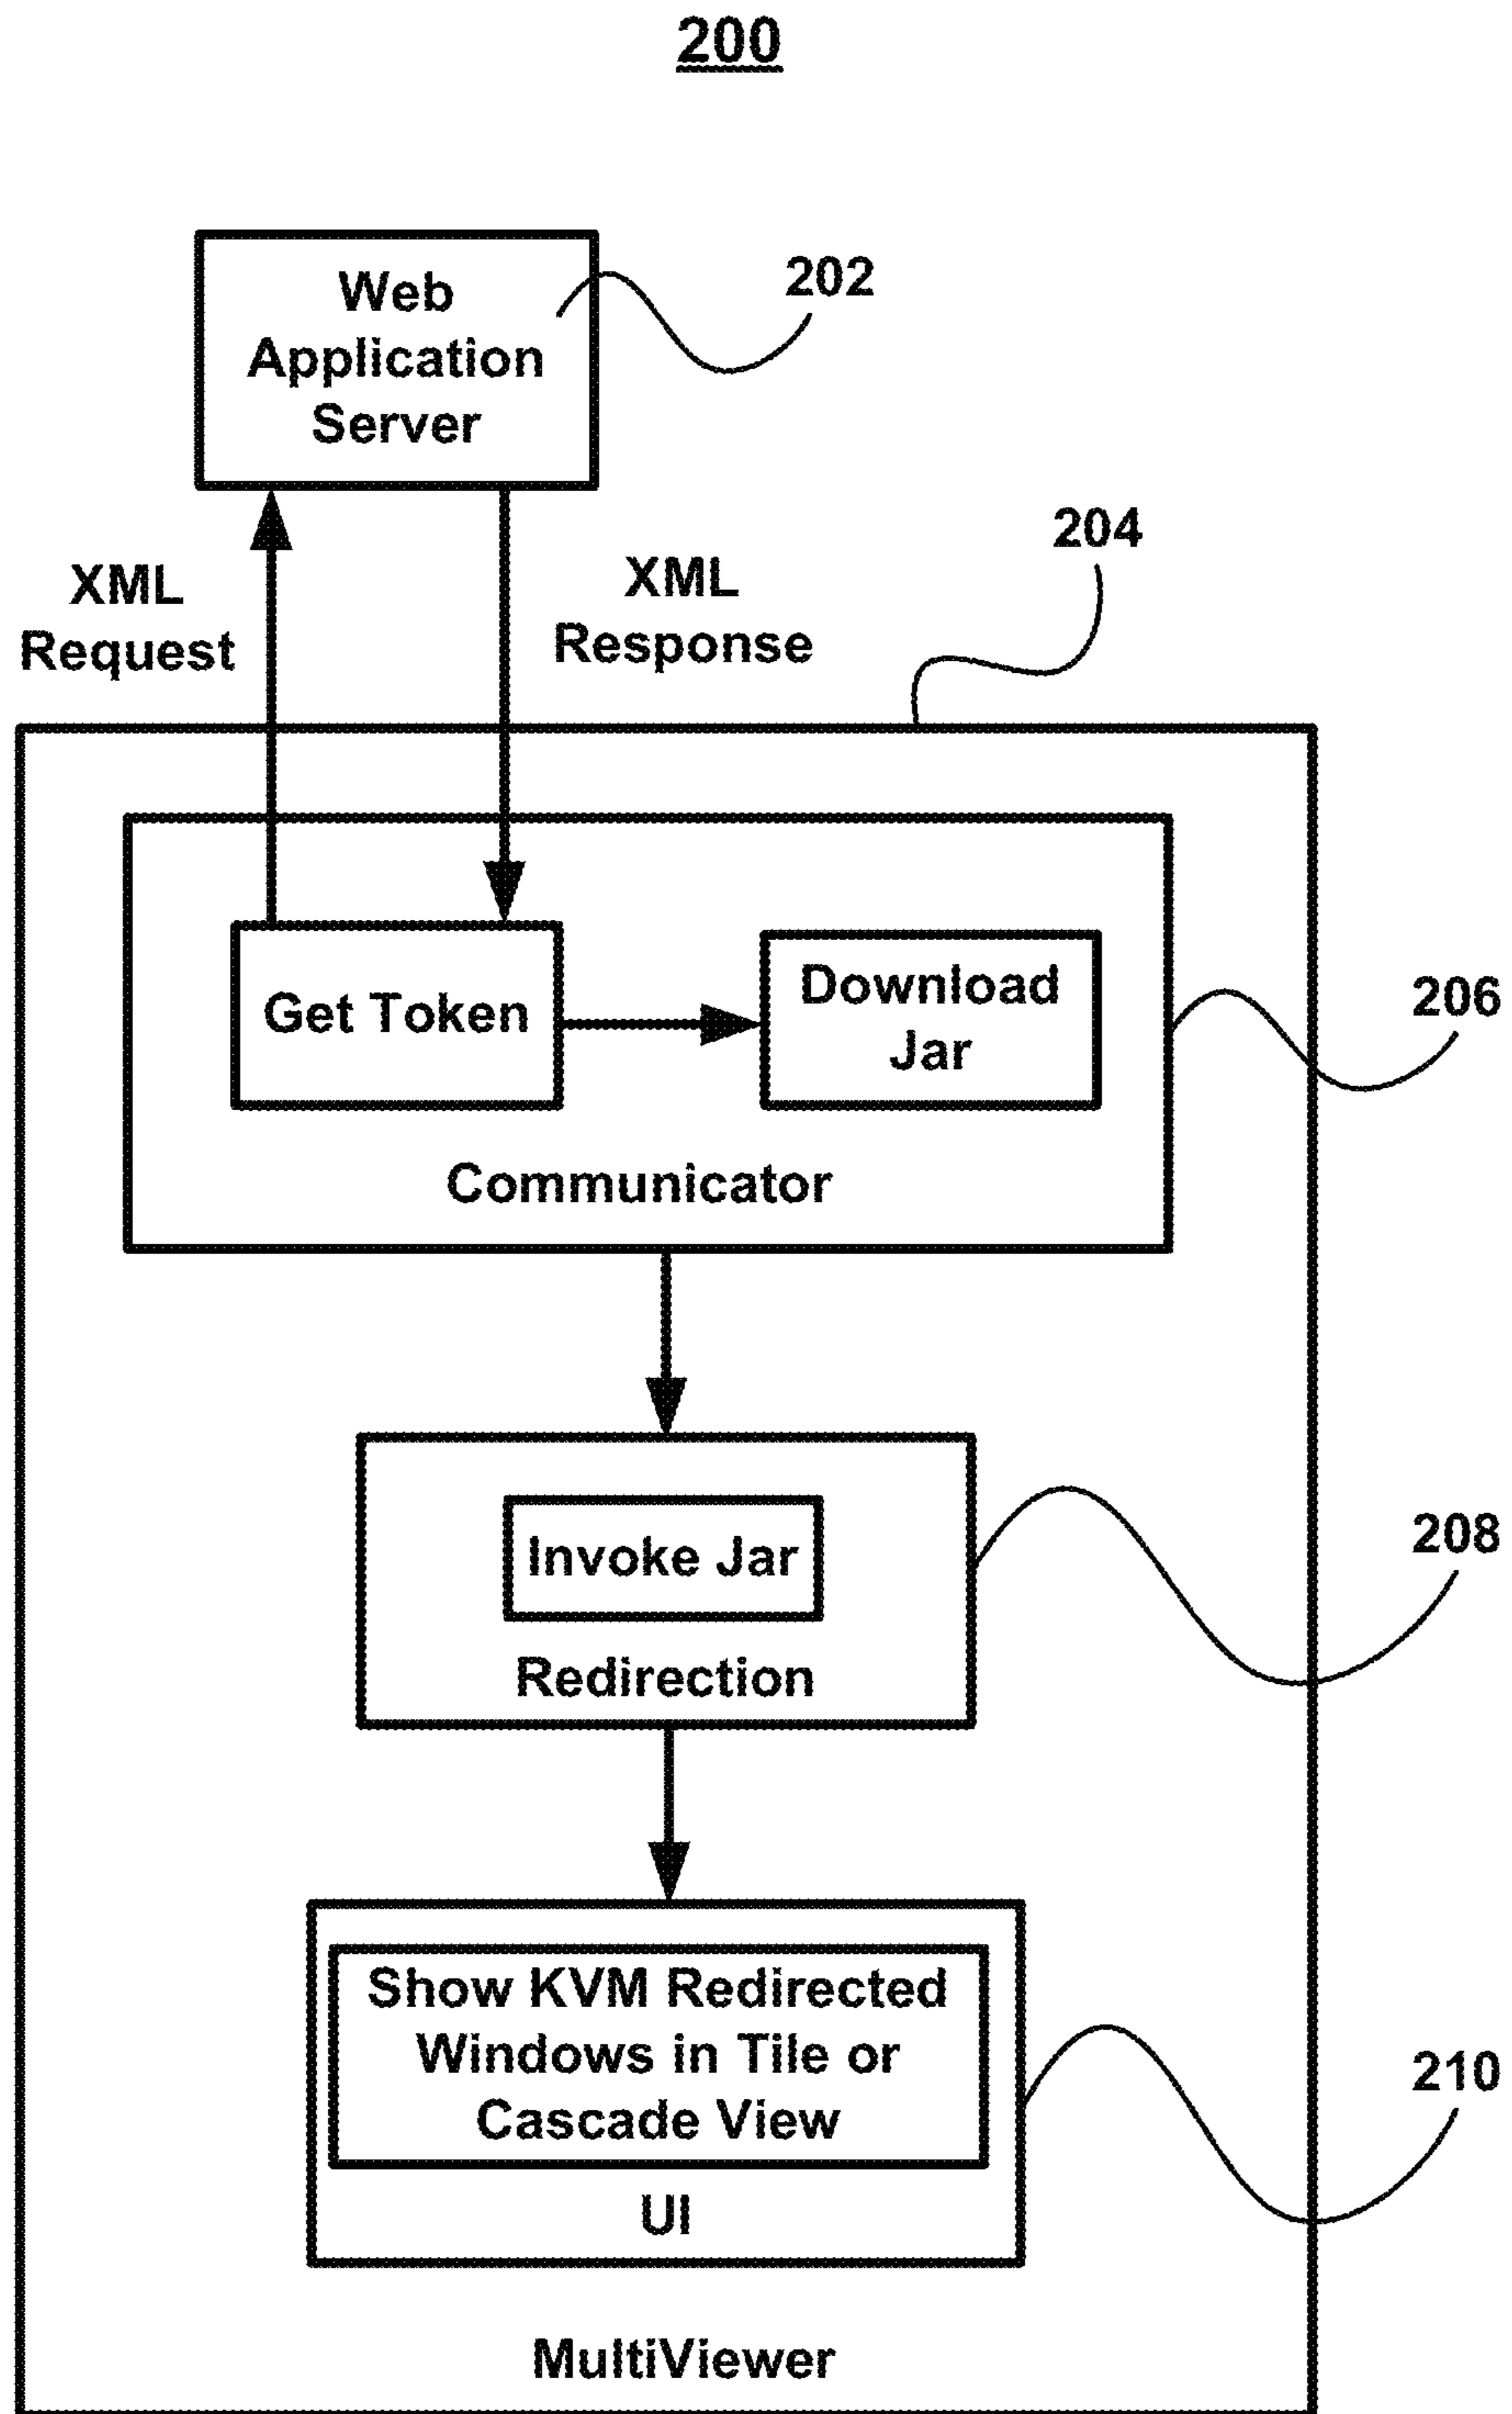 200
Web
Application
Server
202
204
XML
Request
XML
Response
Get Token
Download
Jar
206
Communicator
Invoke Jar
208
Redirection
Show KVM Redirected
Windows in Tile or
Cascade View
210
UI
MultiViewer